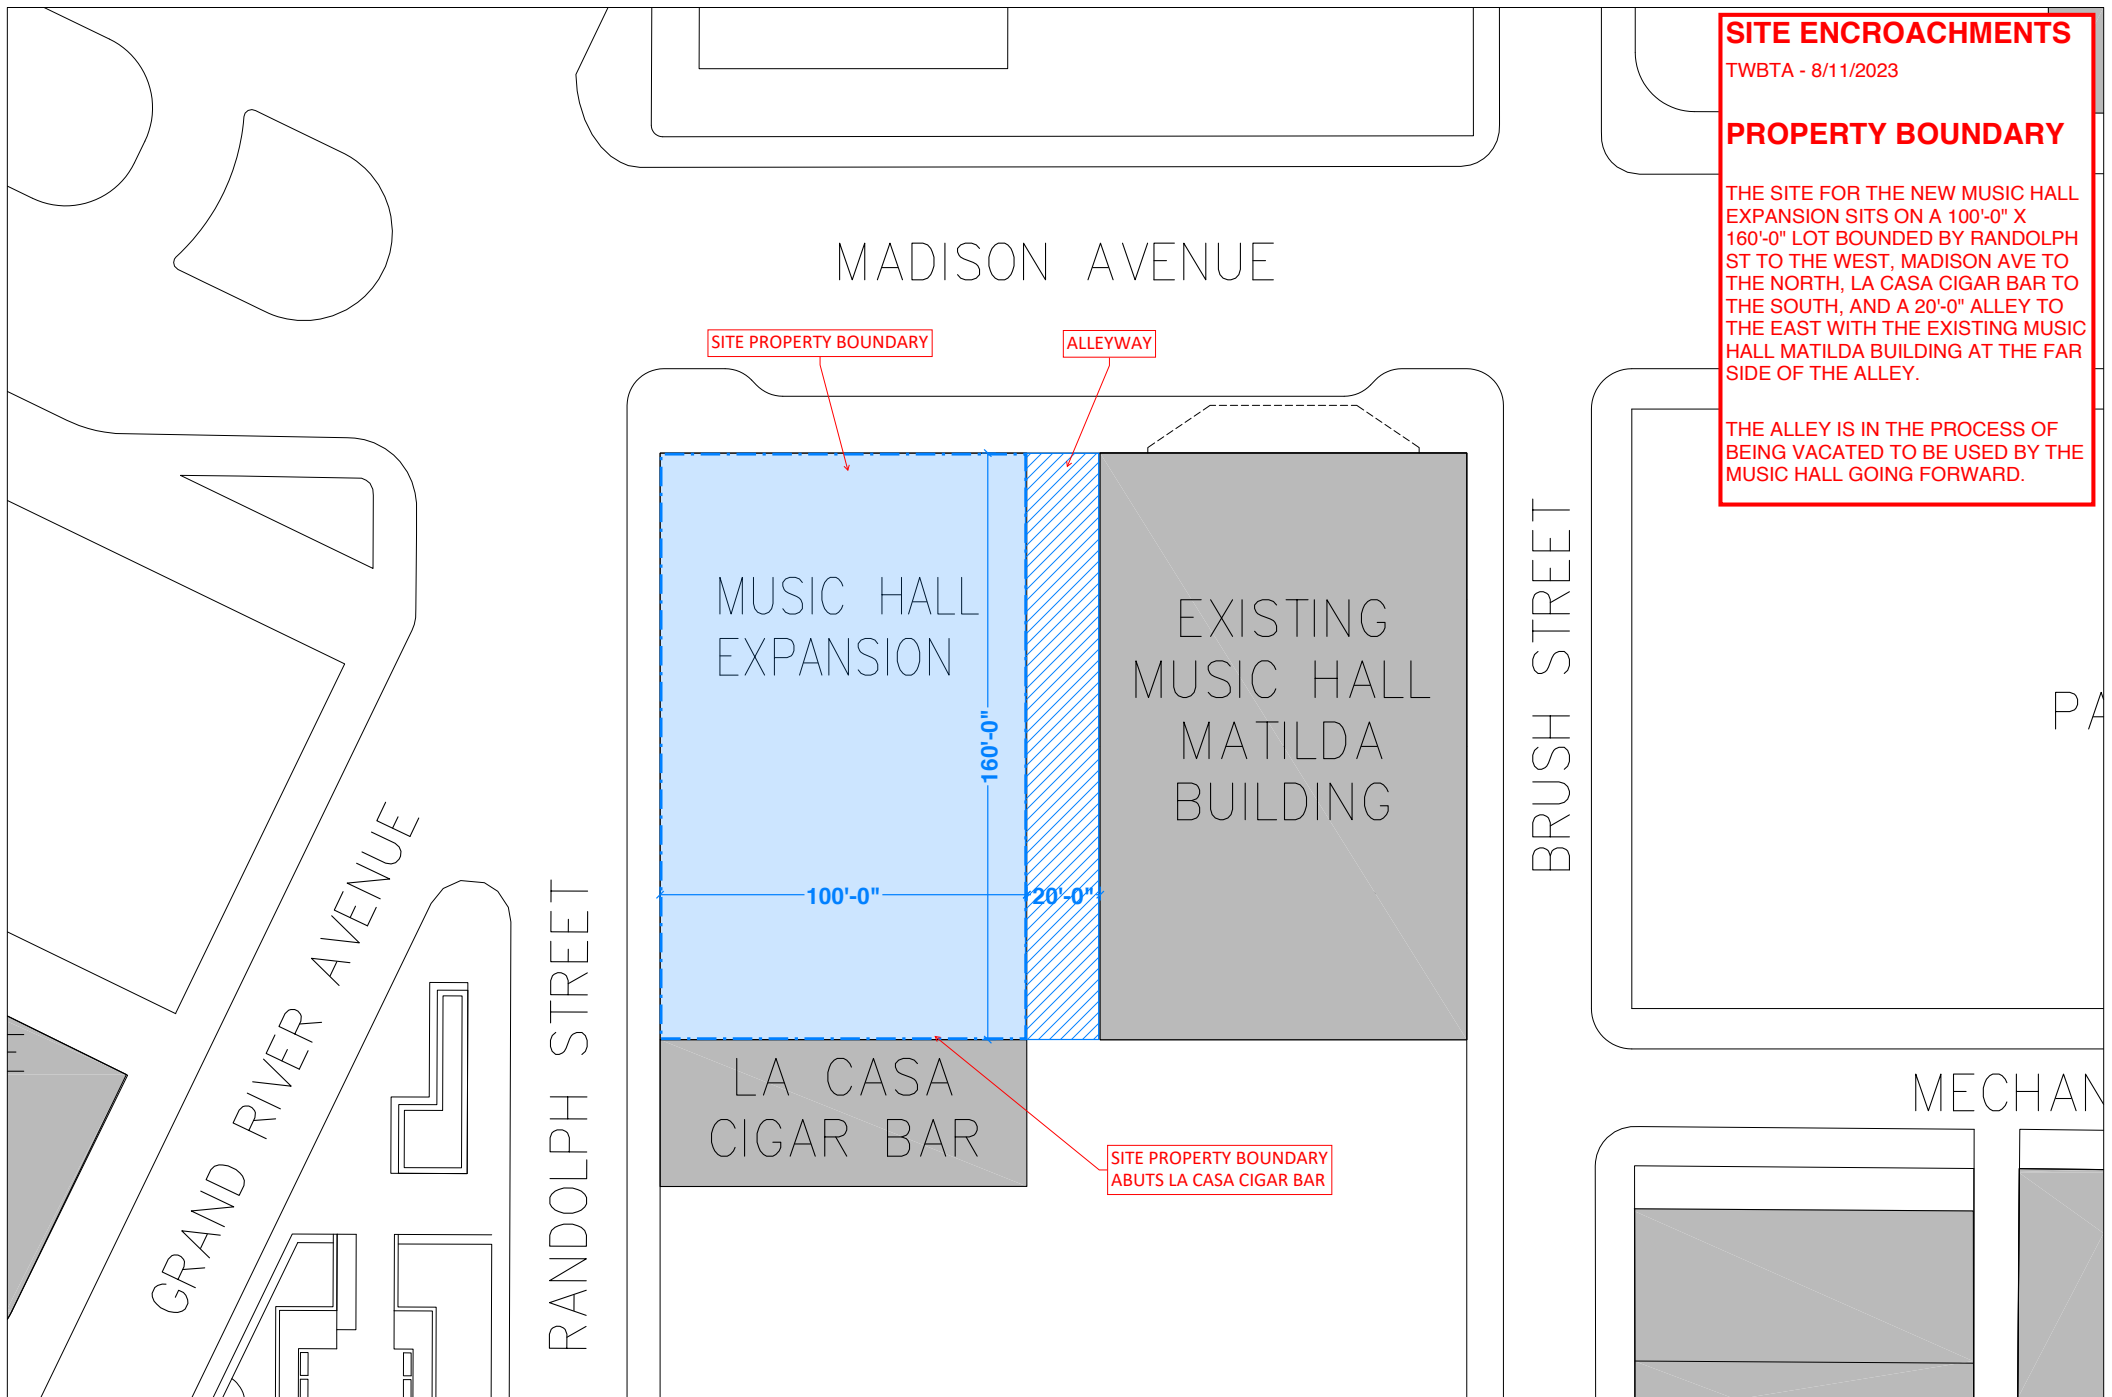 SITE ENCROACHMENTS
TWBTA - 8/11/2023
PROPERTY BOUNDARY
THE SITE FOR THE NEW MUSIC HALL
EXPANSION SITS ON A 100'-0" X
160'-0" LOT BOUNDED BY RANDOLPH
ST TO THE WEST, MADISON AVE TO
THE NORTH, LA CASA CIGAR BAR TO
THE SOUTH, AND A 20'-0" ALLEY TO
THE EAST WITH THE EXISTING MUSIC
HALL MATILDA BUILDING AT THE FAR
SIDE OF THE ALLEY.
THE ALLEY IS IN THE PROCESS OF
BEING VACATED TO BE USED BY THE
MUSIC HALL GOING FORWARD.
MADISON AVENUE
SITE PROPERTY BOUNDARY
ALLEYWAY
MUSIC HALL
EXPANSION
160'-0"
100'-0"
20'-0"
EXISTING
MUSIC HALL
MATILDA
BUILDING
BRUSH STREET
PA
GRAND RIVER AVENUE
RANDOLPH STREET
E
LA CASA
CIGAR BAR
SITE PROPERTY BOUNDARY
ABUTS LA CASA CIGAR BAR
MECHAN